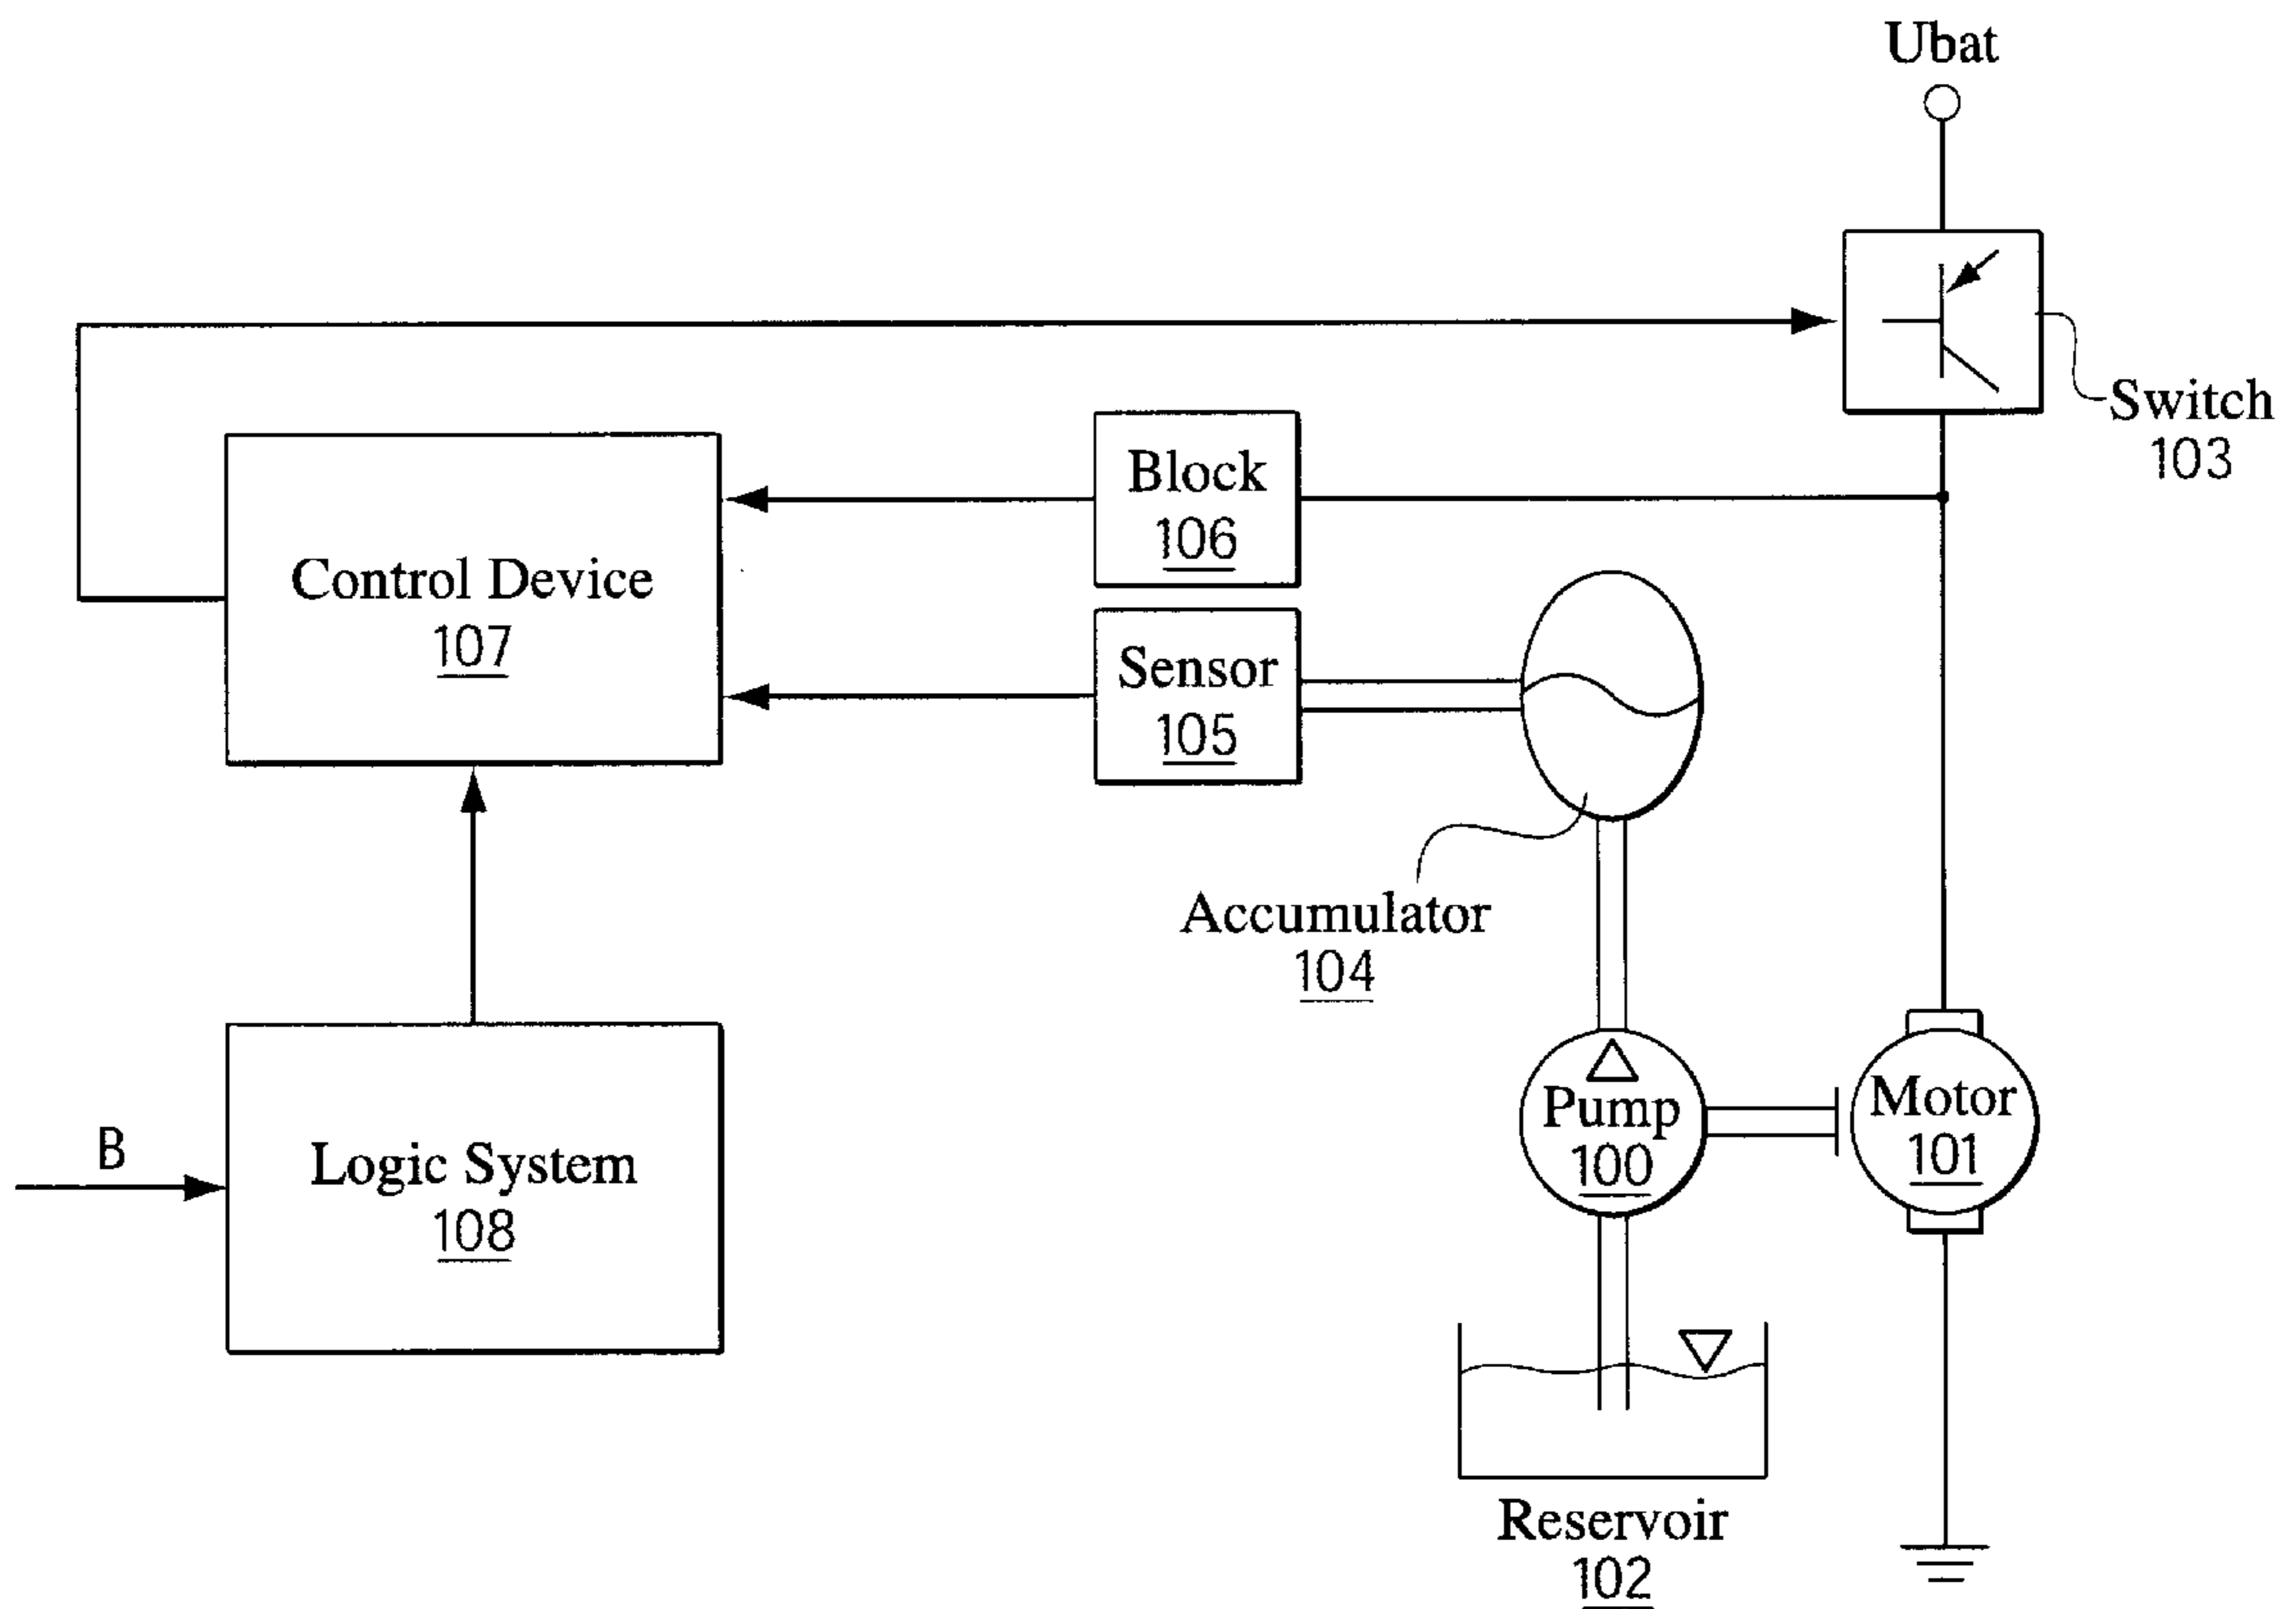 Ubat
Switch
103
Block
106
Control Device
107
Sensor
105
Accumulator
104
Pump
100
Motor
101
B
Logic System
108
Reservoir
102